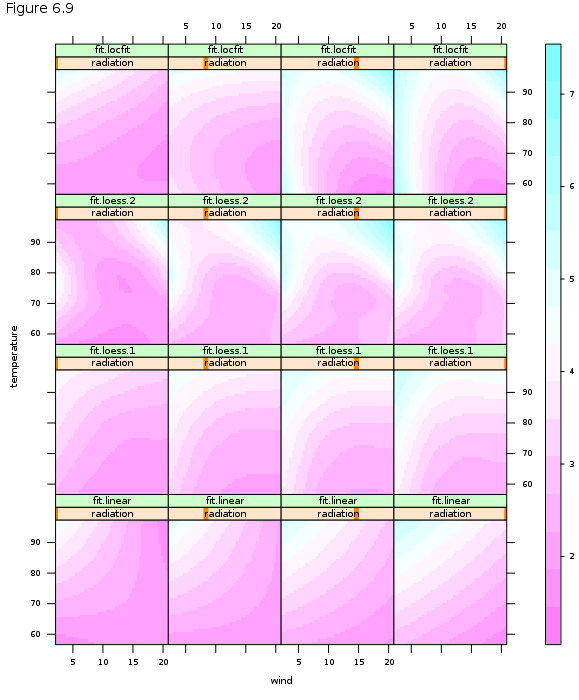 Figure 6.9
5 10 15 20 5 10 15 20
fit.locfit fit.locfit fit.locfit fit.locfit
radiation radiation radiation radiation
7
90
80
70
60
6
fit.loess.2 fit.loess.2 fit.loess.2 fit.loess.2
radiation radiation radiation radiation
90
80
70
60
5
temperature
fit.loess.1 fit.loess.1 fit.loess.1 fit.loess.1
radiation radiation radiation radiation
4
90
80
70
60
3
fit.linear fit.linear fit.linear fit.linear
radiation radiation radiation radiation
90
80
70
60
2
5 10 15 20 5 10 15 20
wind